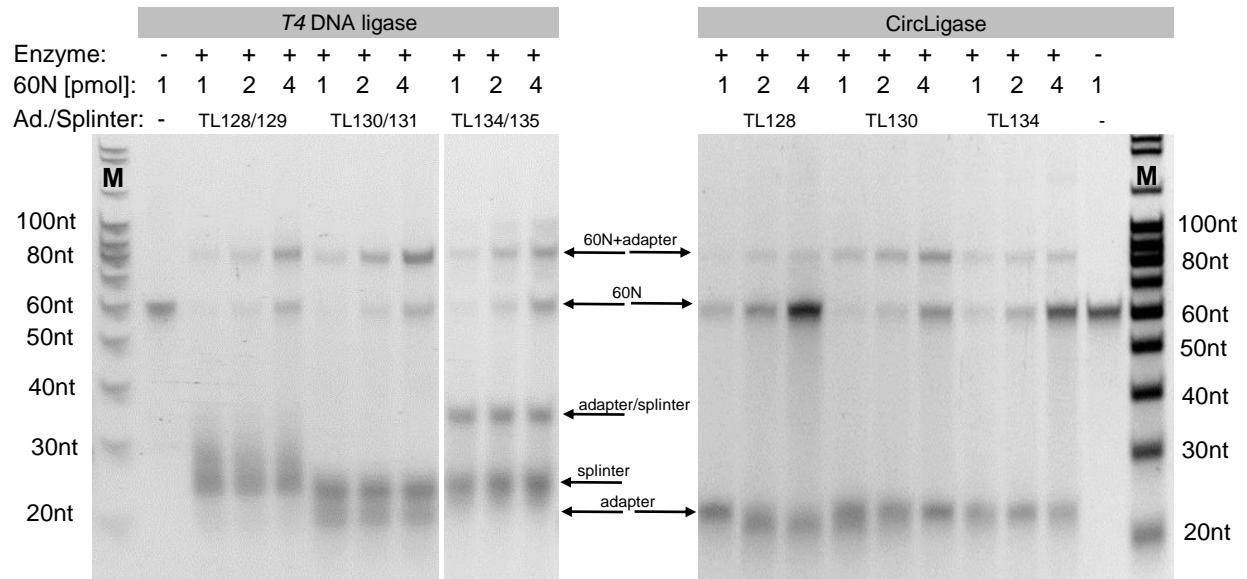 T4 DNA ligase CircLigase
Enzyme: - + + + + + + + + + + + + + + + + + + + -
60N [pmol]: 1 1 2 4 1 2 4 1 2 4 1 2 4 1 2 4 1 2 4 1
Ad./Splinter: - TL128/129 TL130/131 TL134/135 TL128 TL130 TL134 -
M M
100nt 100nt
60N+adapter
80nt 80nt
60N
60nt 60nt
50nt 50nt
40nt 40nt
adapter/splinter
30nt 30nt
splinter
adapter
20nt 20nt